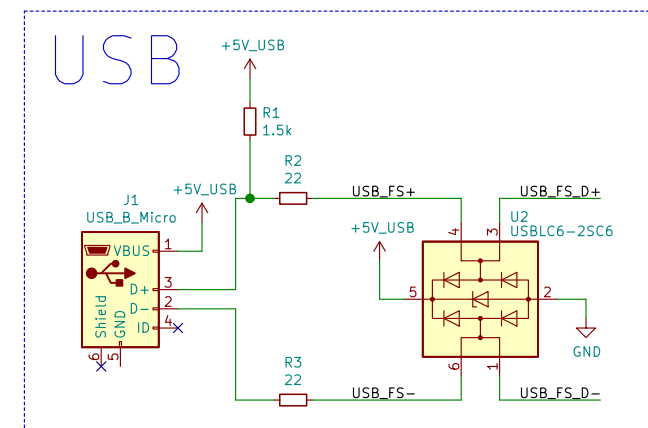 USB
+5V_USB
R1
1.5k
R2
22
USB_FS+
USB_FS_D+
J1
USB_B_Micro
+5V_USB
+5V_USB
U2
USBLC6-2SC6
4
3
VBUS
1
D+
3
D-
2
ID
4
Shield
GND
6
5
5
2
GND
R3
22
6
1
USB_FS-
USB_FS_D-